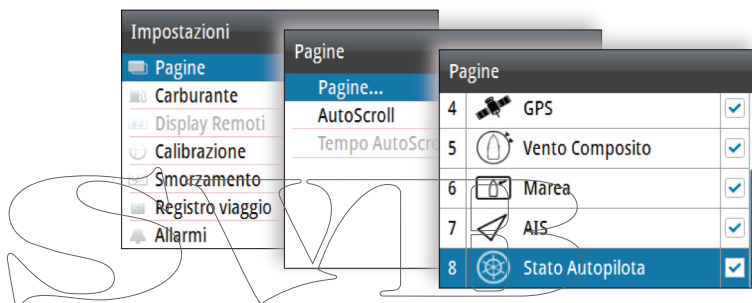 Impostazioni
Pagine
Carburante
Display Remoti
Calibrazione
Smorzamento
Registro viaggio
Allarmi
Pagine
Pagine...
AutoScroll
Tempo AutoScro
Pagine
4 GPS
5 Vento Composito
6 Marea
7 AIS
8 Stato Autopilota
SVB